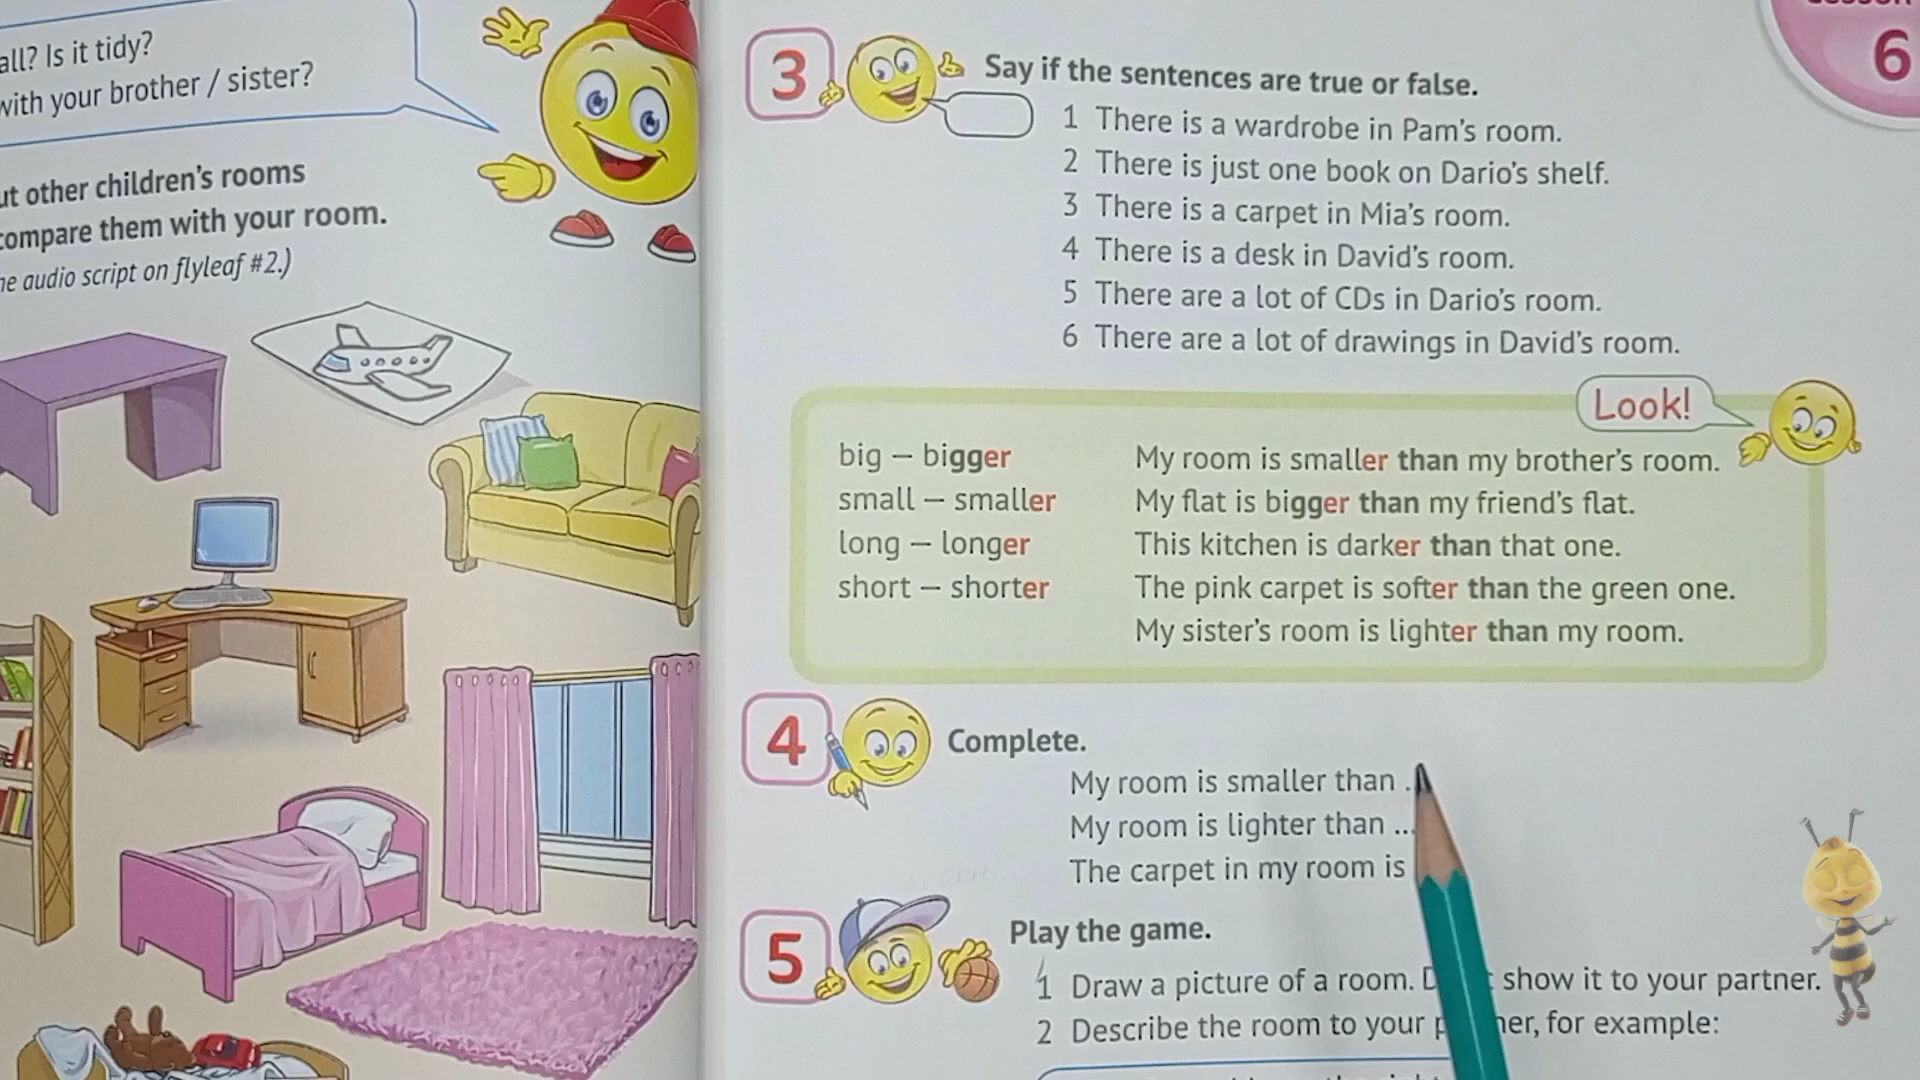 all? Is it tidy?
with your brother / sister?
ut other children's rooms
compare them with your room.
he audio script on flyleaf #2.)
6
3 Say if the sentences are true or false.
1 There is a wardrobe in Pam's room.
2 There is just one book on Dario's shelf.
3 There is a carpet in Mia's room.
4 There is a desk in David's room.
5 There are a lot of CDs in Dario's room.
6 There are a lot of drawings in David's room.
Look!
big – bigger
small – smaller
long – longer
short – shorter
My room is smaller than my brother's room.
My flat is bigger than my friend's flat.
This kitchen is darker than that one.
The pink carpet is softer than the green one.
My sister's room is lighter than my room.
4 Complete.
My room is smaller than .
My room is lighter than ...
The carpet in my room is
5 Play the game.
1 Draw a picture of a room. show it to your partner.
2 Describe the room to your for example: